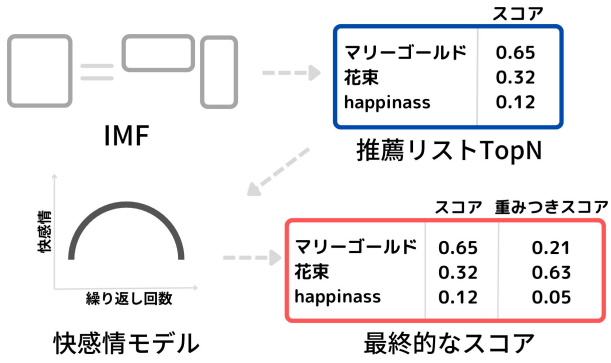 スコア
マリーゴールド 0.65
花束 0.32
happinass 0.12
IMF
推薦リストTopN
快感情
繰り返し回数
快感情モデル
スコア 重みつきスコア
マリーゴールド 0.65 0.21
花束 0.32 0.63
happinass 0.12 0.05
最終的なスコア